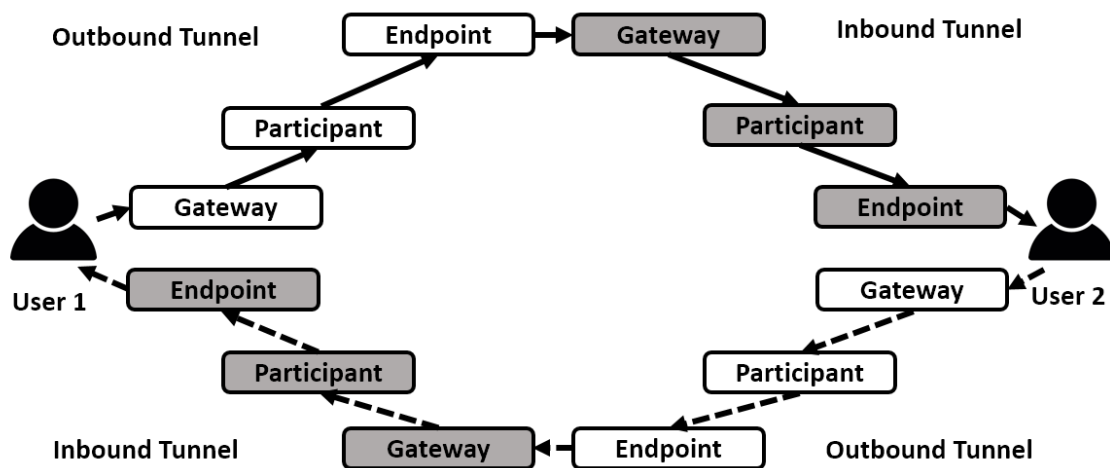 Outbound Tunnel
Endpoint
Gateway
Inbound Tunnel
Participant
Participant
Gateway
Endpoint
User 1
Endpoint
Gateway
User 2
Participant
Participant
Inbound Tunnel
Gateway
Endpoint
Outbound Tunnel